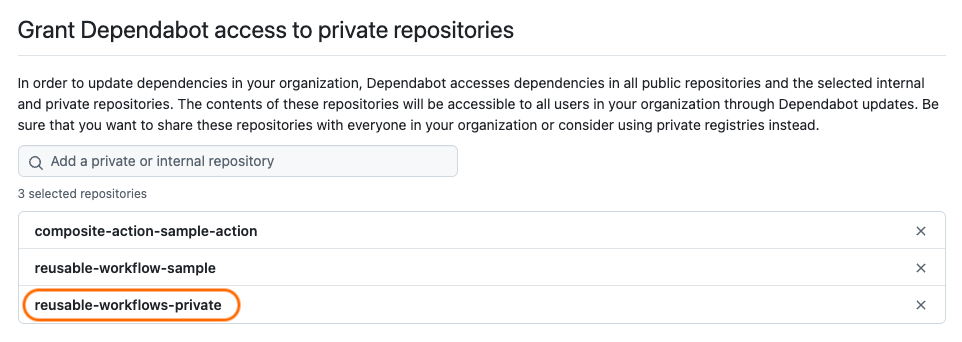 Grant Dependabot access to private repositories
In order to update dependencies in your organization, Dependabot accesses dependencies in all public repositories and the selected internal
and private repositories. The contents of these repositories will be accessible to all users in your organization through Dependabot updates. Be
sure that you want to share these repositories with everyone in your organization or consider using private registries instead.
Add a private or internal repository
3 selected repositories
composite-action-sample-action
reusable-workflow-sample
reusable-workflows-private